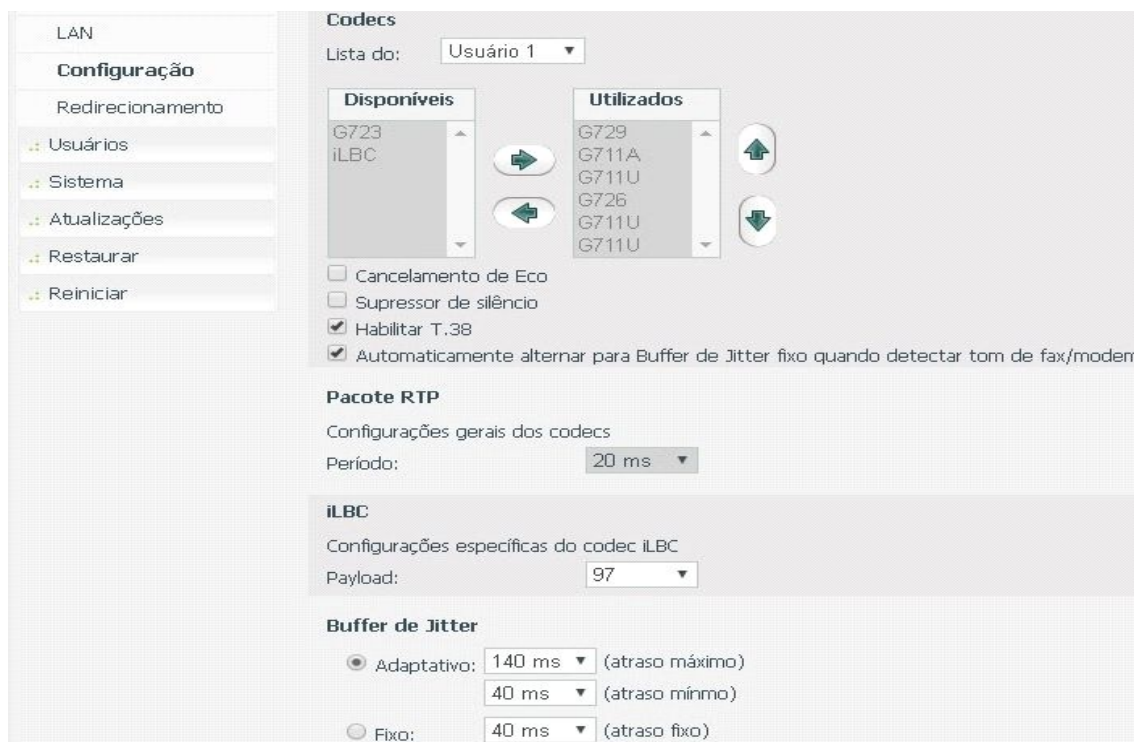 LAN
Configuração
Redirecionamento
.: Usuários
.: Sistema
.: Atualizações
.: Restaurar
.: Reiniciar
Codecs
Lista do: Usuário 1
Disponíveis
G723
iLBC
Utilizados
G729
G711A
G711U
G726
G711U
G711U
Cancelamento de Eco
Supressor de silêncio
Habilitar T.38
Automaticamente alternar para Buffer de Jitter fixo quando detectar tom de fax/modem
Pacote RTP
Configurações gerais dos codecs
Período: 20 ms
iLBC
Configurações específicas do codec iLBC
Payload: 97
Buffer de Jitter
Adaptativo: 140 ms (atraso máximo)
40 ms (atraso mínmo)
Fixo: 40 ms (atraso fixo)